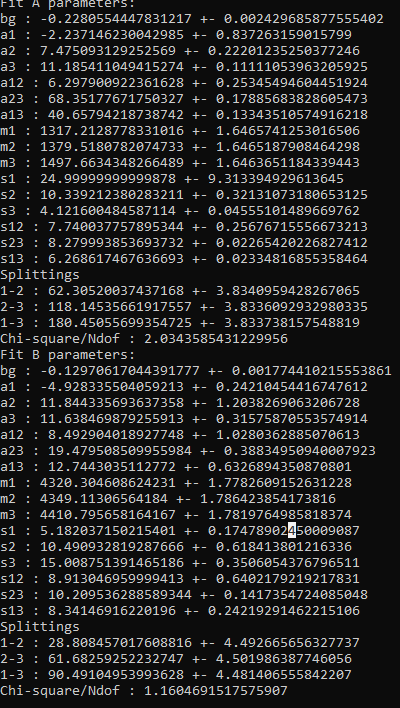 Fit A parameters:
bg : -0.2280554447831217 +- 0.002429685877555402
a1 : -2.237146230042985 +- 0.837263159015799
a2 : 7.475093129252569 +- 0.22201235250377246
a3 : 11.185411049415274 +- 0.11111053963205925
a12 : 6.297900922361628 +- 0.25345494604451924
a23 : 68.35177671750327 +- 0.17885683828605473
a13 : 40.65794218738742 +- 0.13343510574916218
m1 : 1317.2128778331016 +- 1.6465741253016506
m2 : 1379.5180782074733 +- 1.6465187908464298
m3 : 1497.6634348266489 +- 1.6463651184339443
s1 : 24.99999999999878 +- 9.313394929613645
s2 : 10.339212380283211 +- 0.32131073180653125
s3 : 4.121600484587114 +- 0.04555101489669762
s12 : 7.740037757895344 +- 0.25676715556673213
s23 : 8.279993853693732 +- 0.02265420226827412
s13 : 6.268617467636693 +- 0.02334816855358464
Splittings
1-2 : 62.30520037437168 +- 3.8340959428267065
2-3 : 118.14535661917557 +- 3.8336092932980335
1-3 : 180.45055699354725 +- 3.833738157548819
Chi-square/Ndof : 2.0343585431229956
Fit B parameters:
bg : -0.12970617044391777 +- 0.001774410215553861
a1 : -4.928335504059213 +- 0.24210454416747612
a2 : 11.844335693637358 +- 1.2038269063206728
a3 : 11.638469879255913 +- 0.31575870553574914
a12 : 8.492904018927748 +- 1.0280362885070613
a23 : 19.479508509955984 +- 0.38834950940007923
a13 : 12.7443035112772 +- 0.6326894350870801
m1 : 4320.304608624231 +- 1.7782609152631228
m2 : 4349.11306564184 +- 1.786423854173816
m3 : 4410.795658164167 +- 1.7819764985818374
s1 : 5.182037150215401 +- 0.17478902450009087
s2 : 10.490932819287666 +- 0.618413801216336
s3 : 15.008751391465186 +- 0.3506054376796511
s12 : 8.913046959999413 +- 0.6402179219217831
s23 : 10.209536288589344 +- 0.1417354724085048
s13 : 8.34146916220196 +- 0.24219291462215106
Splittings
1-2 : 28.808457017608816 +- 4.492665656327737
2-3 : 61.68259252232747 +- 4.501986387746056
1-3 : 90.49104953993628 +- 4.481406555842207
Chi-square/Ndof : 1.1604691517575907